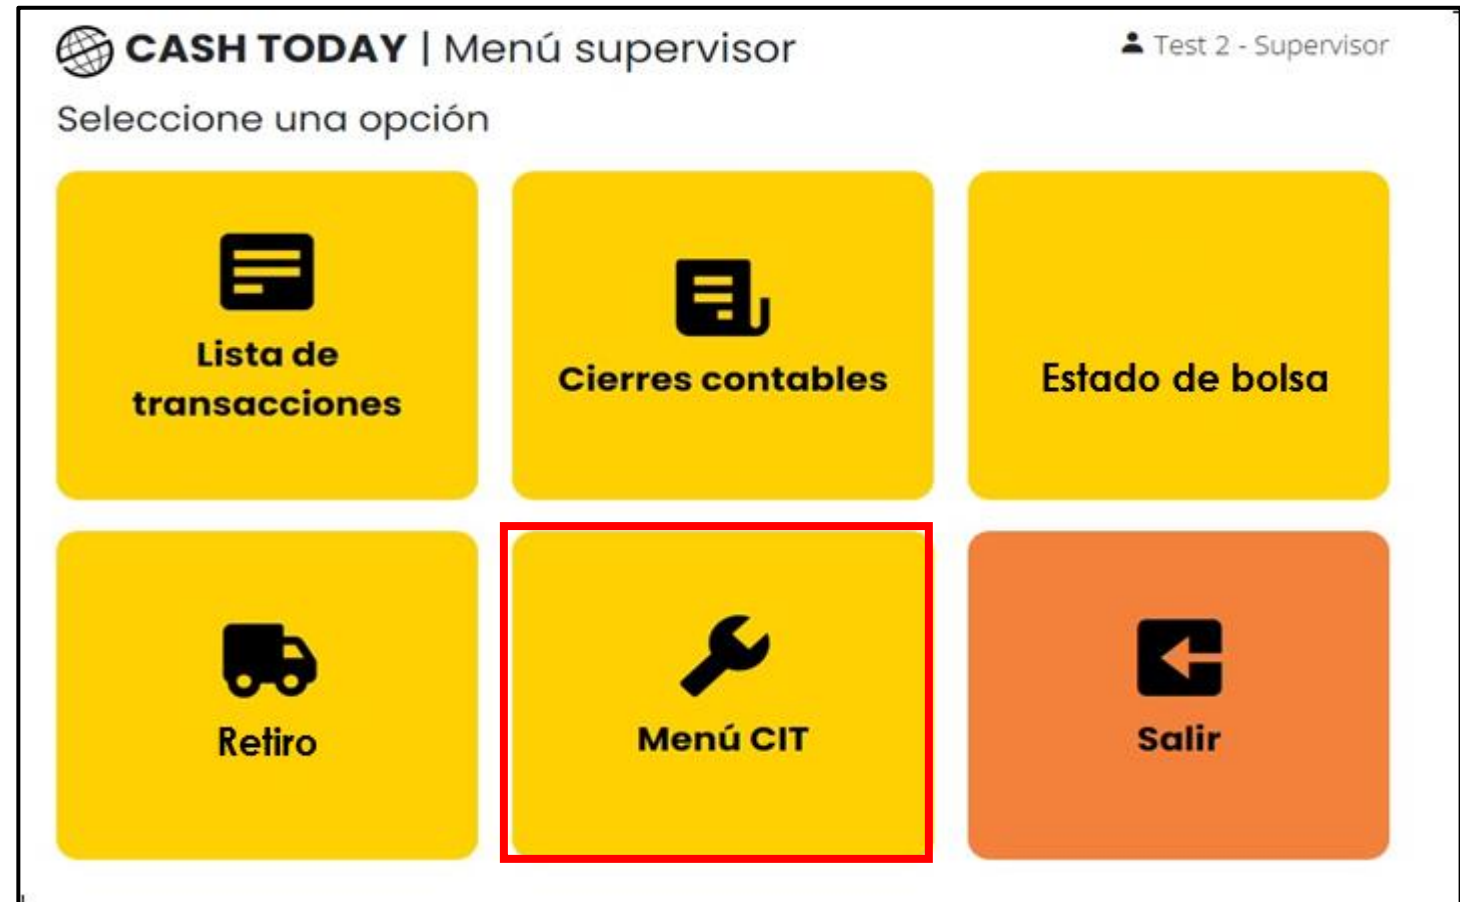 CASH TODAY | Menú supervisor
Test 2 - Supervisor
Seleccione una opción
Lista de
transacciones
Cierres contables
Estado de bolsa
Retiro
Menú CIT
Salir